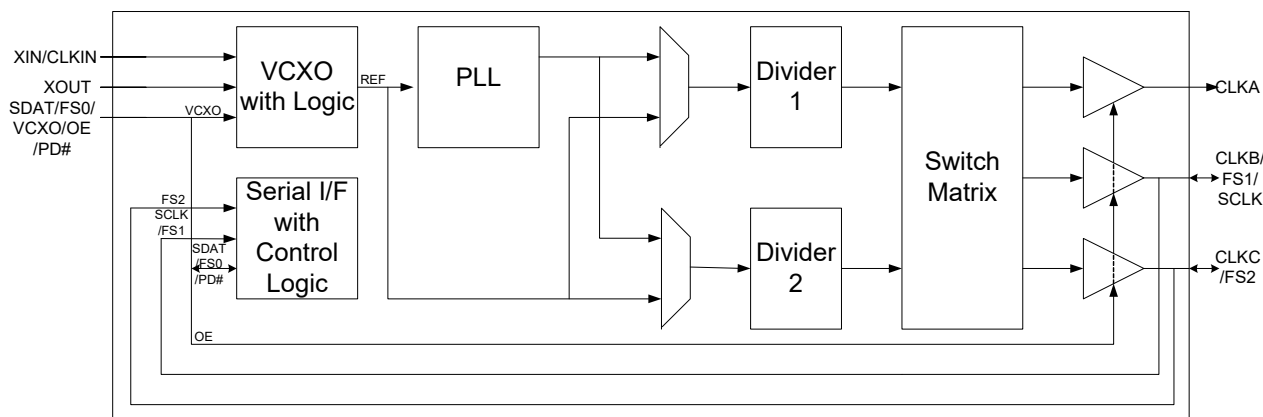 XIN/CLKIN
XOUT
SDAT/FS0/
VCXO/OE
/PD#
VCXO
VCXO
with Logic
REF
PLL
Divider
1
Switch
Matrix
CLKA
CLKB/
FS1/
SCLK
CLKC
/FS2
FS2
SCLK
/FS1
SDAT
/FS0
/PD#
Serial I/F
with
Control
Logic
Divider
2
OE